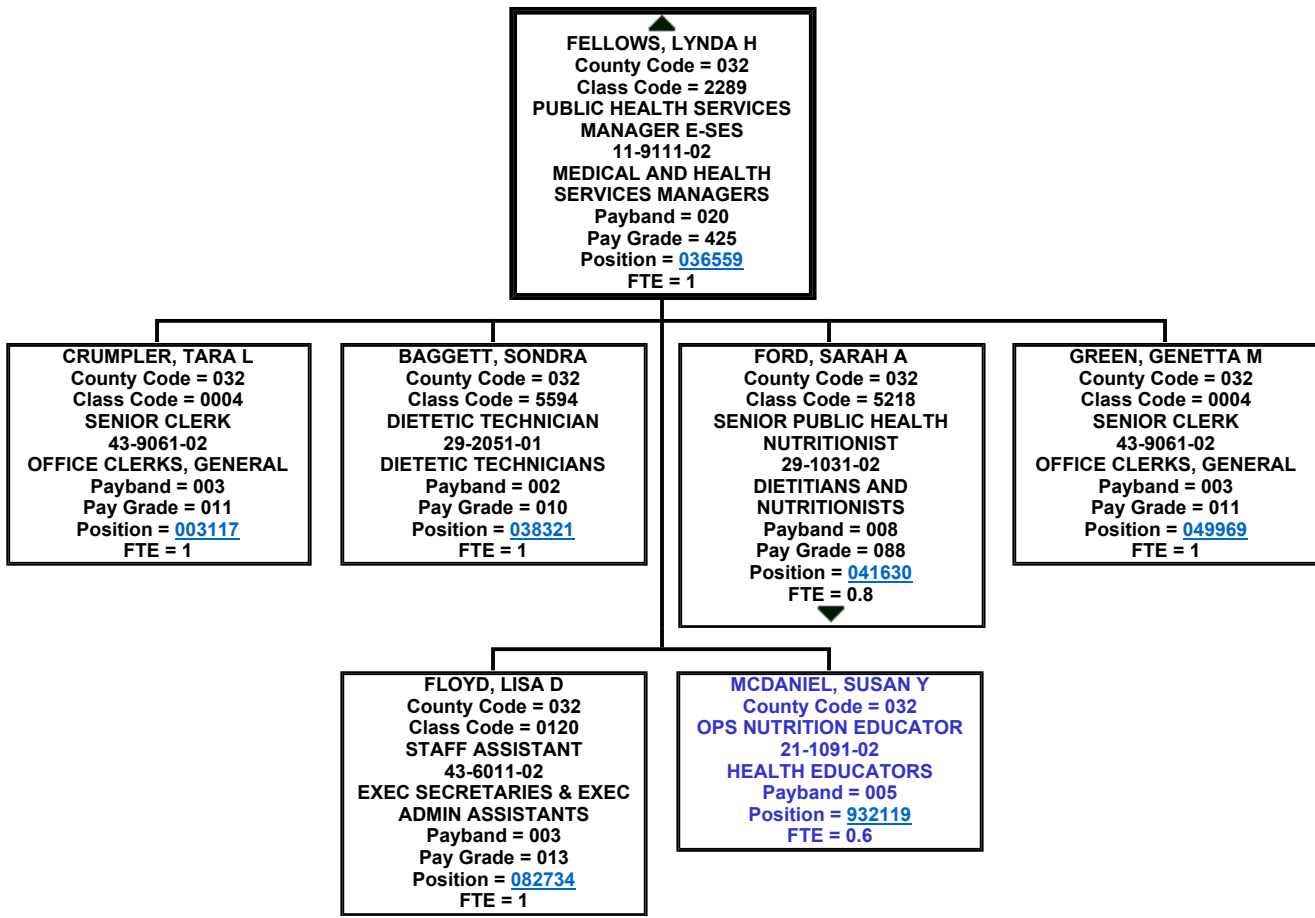 FELLOWS, LYNDA H
County Code = 032
Class Code = 2289
PUBLIC HEALTH SERVICES
MANAGER E-SES
11-9111-02
MEDICAL AND HEALTH
SERVICES MANAGERS
Payband = 020
Pay Grade = 425
Position = 036559
FTE = 1
CRUMPLER, TARA L
County Code = 032
Class Code = 0004
SENIOR CLERK
43-9061-02
OFFICE CLERKS, GENERAL
Payband = 003
Pay Grade = 011
Position = 003117
FTE = 1
BAGGETT, SONDRA
County Code = 032
Class Code = 5594
DIETETIC TECHNICIAN
29-2051-01
DIETETIC TECHNICIANS
Payband = 002
Pay Grade = 010
Position = 038321
FTE = 1
FORD, SARAH A
County Code = 032
Class Code = 5218
SENIOR PUBLIC HEALTH
NUTRITIONIST
29-1031-02
DIETITIANS AND
NUTRITIONISTS
Payband = 008
Pay Grade = 088
Position = 041630
FTE = 0.8
GREEN, GENETTA M
County Code = 032
Class Code = 0004
SENIOR CLERK
43-9061-02
OFFICE CLERKS, GENERAL
Payband = 003
Pay Grade = 011
Position = 049969
FTE = 1
FLOYD, LISA D
County Code = 032
Class Code = 0120
STAFF ASSISTANT
43-6011-02
EXEC SECRETARIES & EXEC
ADMIN ASSISTANTS
Payband = 003
Pay Grade = 013
Position = 082734
FTE = 1
MCDANIEL, SUSAN Y
County Code = 032
OPS NUTRITION EDUCATOR
21-1091-02
HEALTH EDUCATORS
Payband = 005
Position = 932119
FTE = 0.6